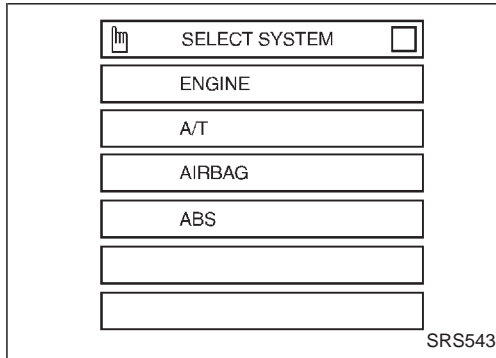 SELECT SYSTEM
ENGINE
A/T
AIRBAG
ABS
SRS543